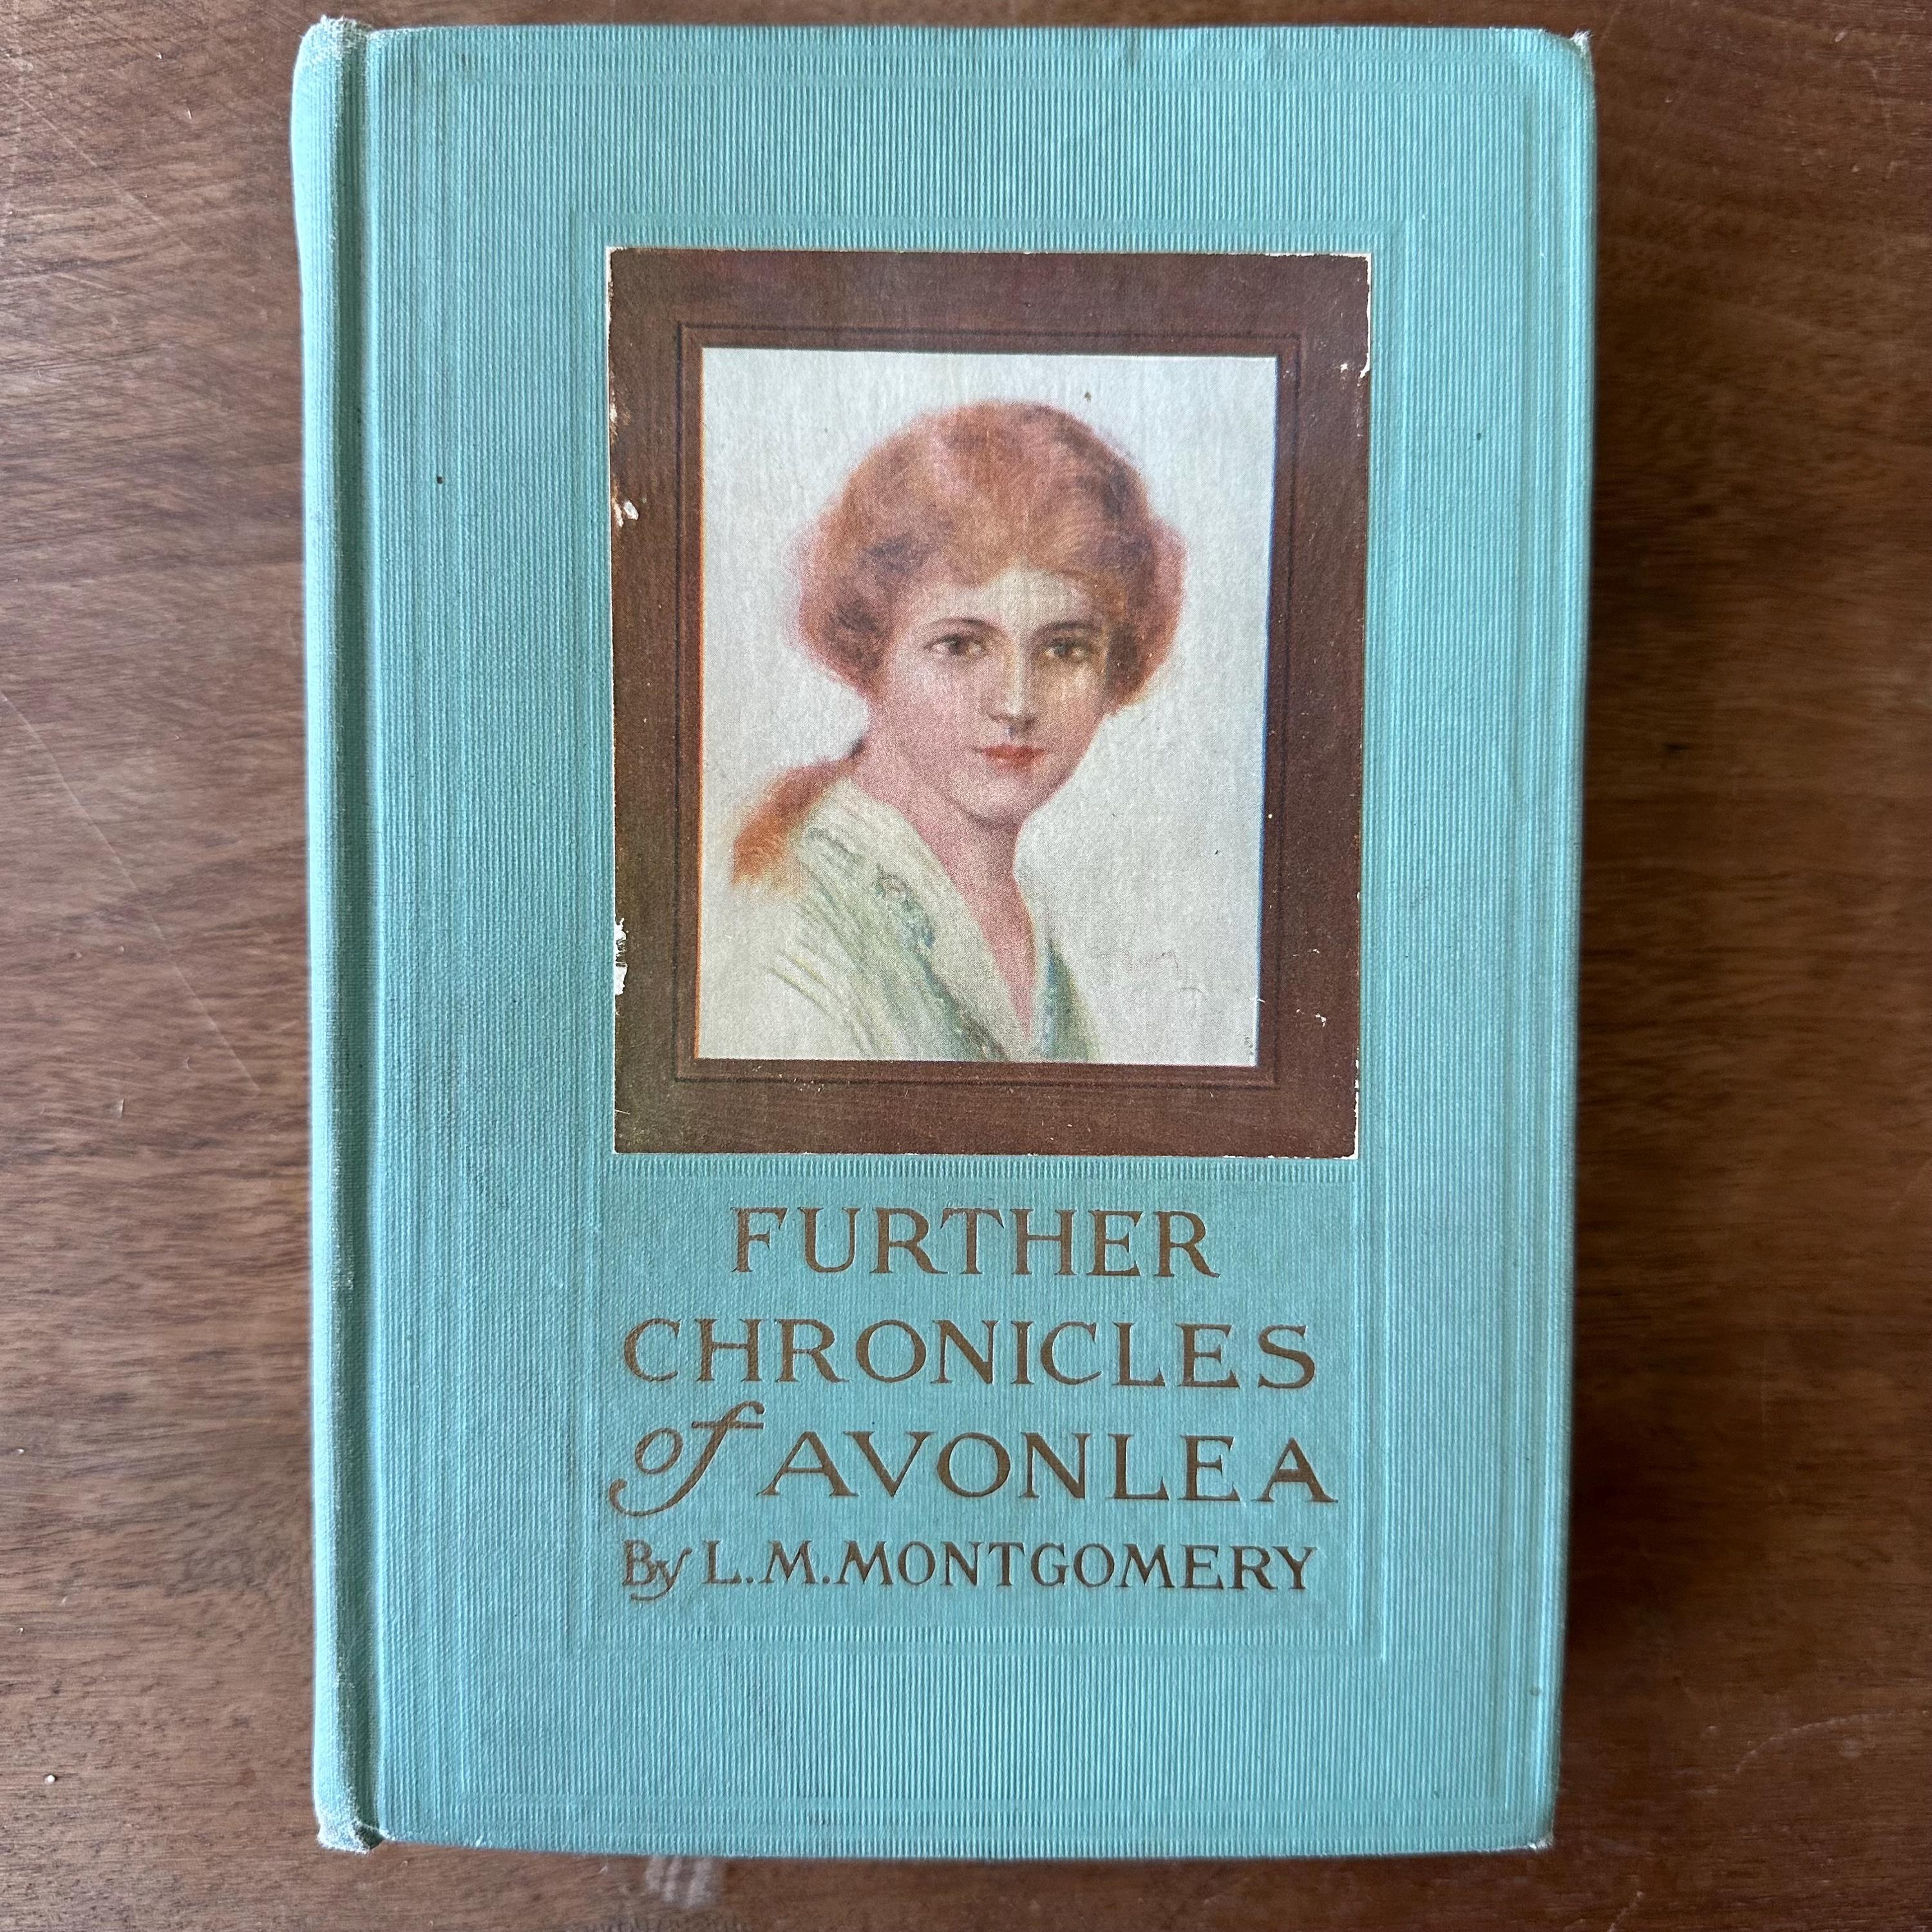 FURTHER
CHRONICLES
of AVONLEA
By L.M.MONTGOMERY